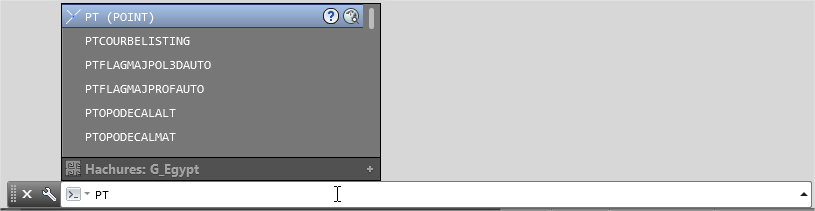 PT (POINT)
PTCOURBELISTING
PTFLAGMAJPOL3DAUTO
PTFLAGMAJPROFAUTO
PTOPODECALALT
PTOPODECALMAT
Hachures: G_Egypt +
PT